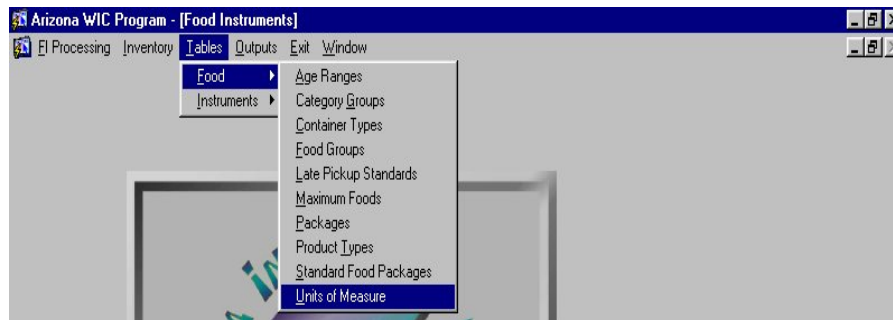 Arizona WIC Program - [Food Instruments]
FI Processing Inventory Tables Outputs Exit Window
Food
Instruments
Age Ranges
Category Groups
Container Types
Food Groups
Late Pickup Standards
Maximum Foods
Packages
Product Types
Standard Food Packages
Units of Measure